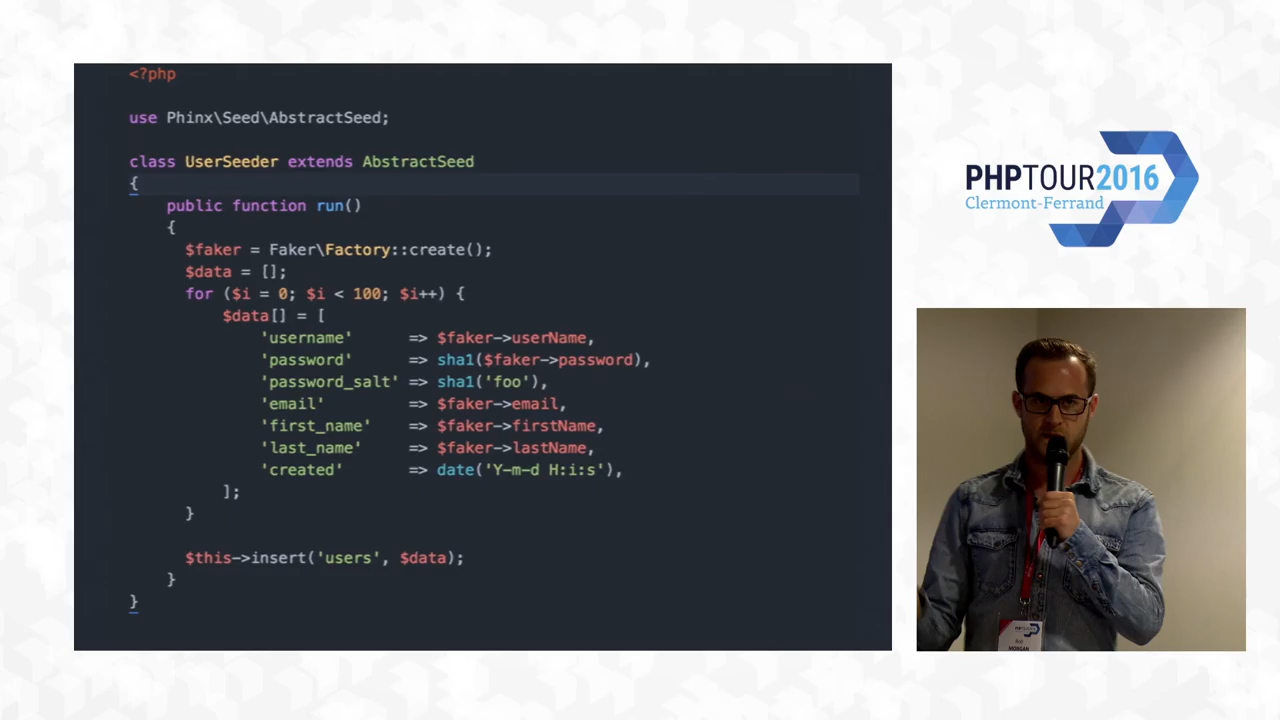 <?php
use Phinx\Seed\AbstractSeed;
class UserSeeder extends AbstractSeed
{
public function run()
{
$faker = Faker\Factory::create();
$data = [];
for ($i = 0; $i < 100; $i++) {
$data[] = [
'username' => $faker->userName,
'password' => sha1($faker->password),
'password_salt' => sha1('foo'),
'email' => $faker->email,
'first_name' => $faker->firstName,
'last_name' => $faker->lastName,
'created' => date('Y-m-d H:i:s'),
];
}
$this->insert('users', $data);
}
}
PHPTOUR2016
Clermont-Ferrand
MORGAN